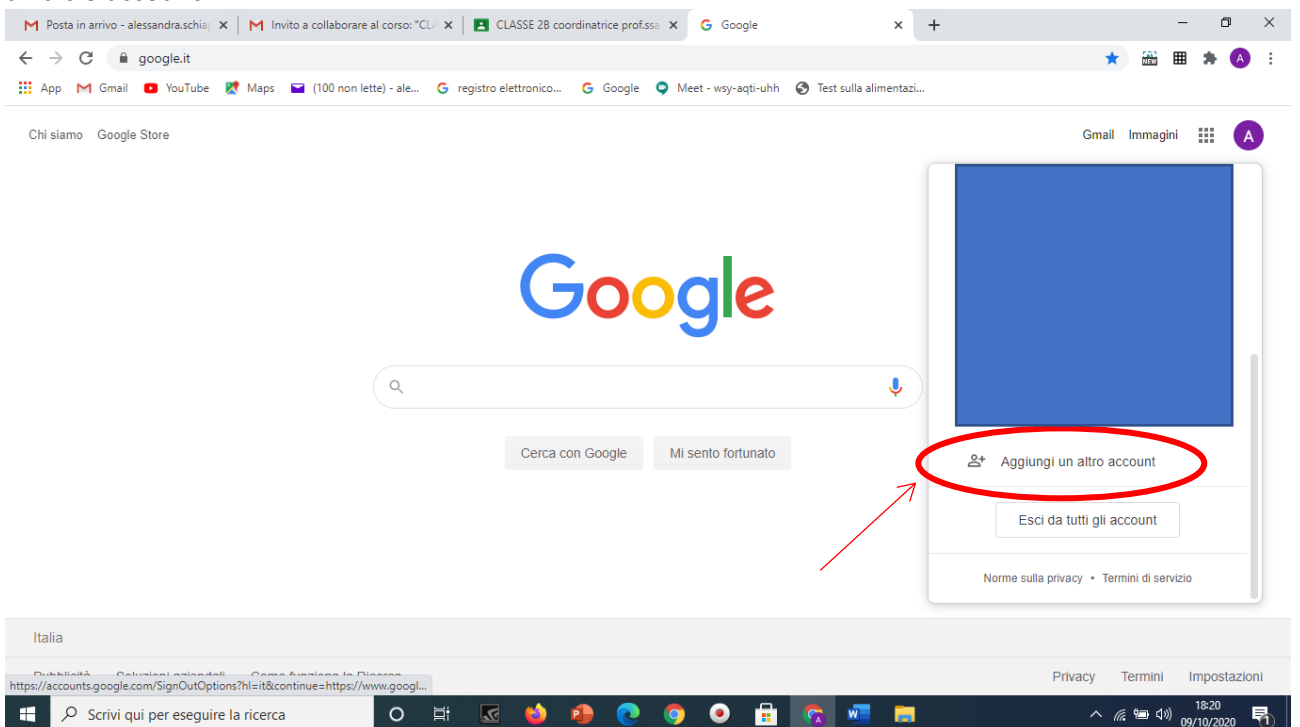 Posta in arrivo - alessandra.schia
Invito a collaborare al corso: "CL
CLASSE 2B coordinatrice prof.ssa
Google
google.it
NEW
A
App
Gmail
YouTube
Maps
(100 non lette) - ale...
registro elettronico...
Google
Meet - wsy-aqti-uhh
Test sulla alimentazi...
Chi siamo
Google Store
Gmail
Immagini
A
Google
Cerca con Google
Mi sento fortunato
Aggiungi un altro account
Esci da tutti gli account
Norme sulla privacy • Termini di servizio
Italia
Privacy
Termini
Impostazioni
https://accounts.google.com/SignOutOptions?hl=it&continue=https://www.googl...
Scrivi qui per eseguire la ricerca
18:20
09/10/2020